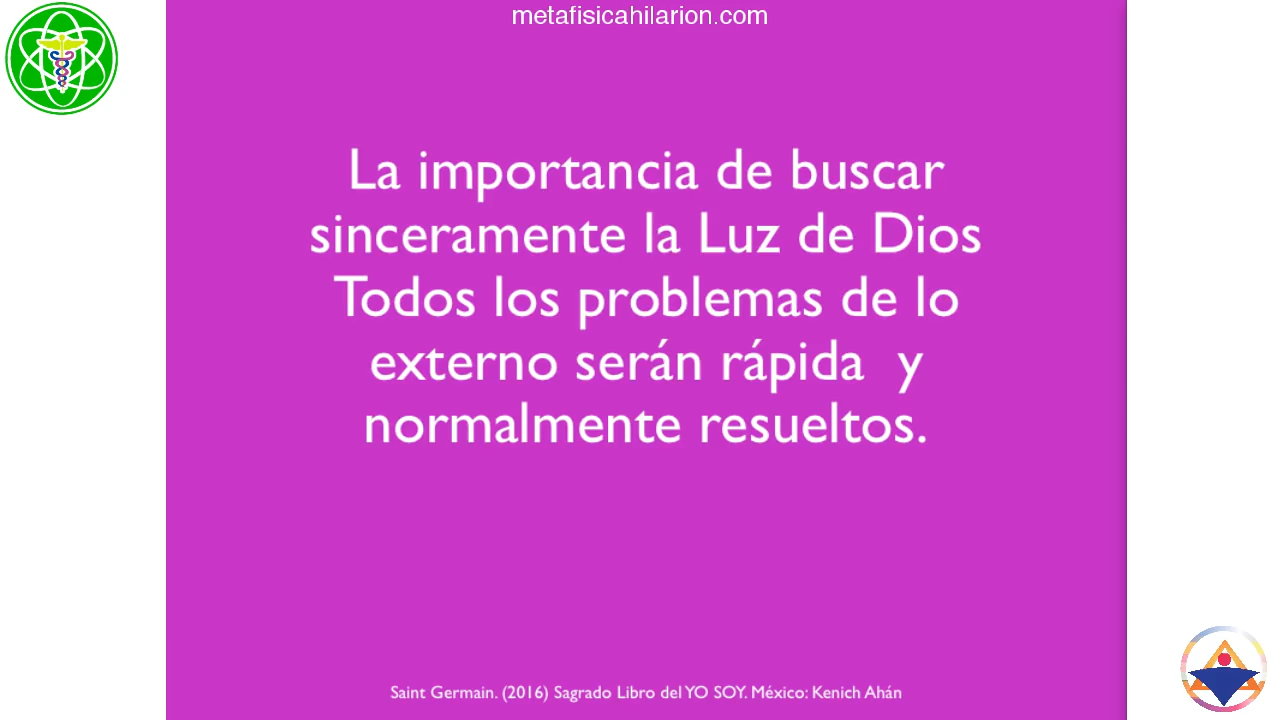 metafisicahilarion.com
La importancia de buscar
sinceramente la Luz de Dios
Todos los problemas de lo
externo serán rápida  y
normalmente resueltos.
Saint Germain. (2016) Sagrado Libro del YO SOY. México: Kenich Ahán